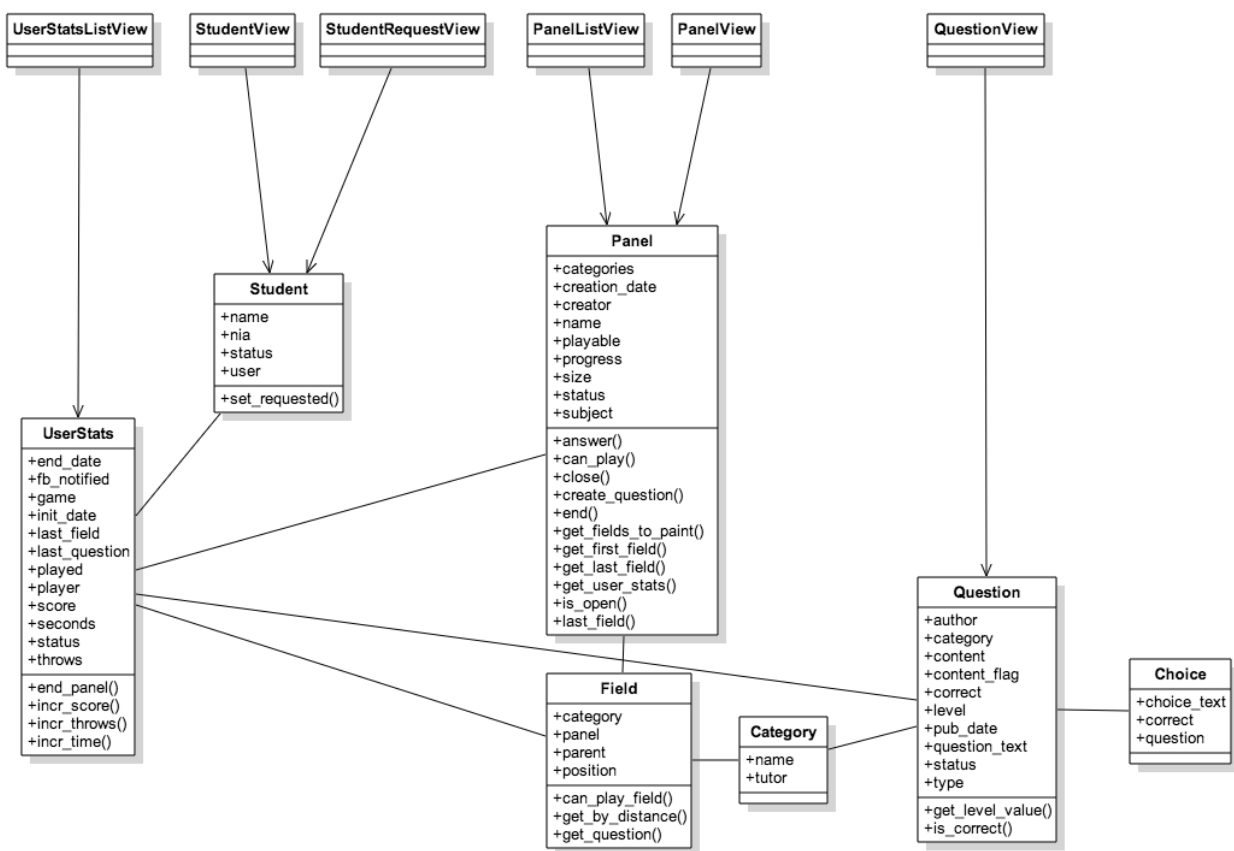 UserStatsListView
StudentView
StudentRequestView
PanelListView
PanelView
QuestionView
Panel
+categories
+creation_date
+creator
+name
+playable
+progress
+size
+status
+subject
+answer()
+can_play()
+close()
+create_question()
+end()
+get_fields_to_paint()
+get_first_field()
+get_last_field()
+get_user_stats()
+is_open()
+last_field()
Student
+name
+nia
+status
+user
+set_requested()
UserStats
+end_date
+fb_notified
+game
+init_date
+last_field
+last_question
+played
+player
+score
+seconds
+status
+throws
+end_panel()
+incr_score()
+incr_throws()
+incr_time()
Field
+category
+panel
+parent
+position
+can_play_field()
+get_by_distance()
+get_question()
Category
+name
+tutor
Question
+author
+category
+content
+content_flag
+correct
+level
+pub_date
+question_text
+status
+type
+get_level_value()
+is_correct()
Choice
+choice_text
+correct
+question